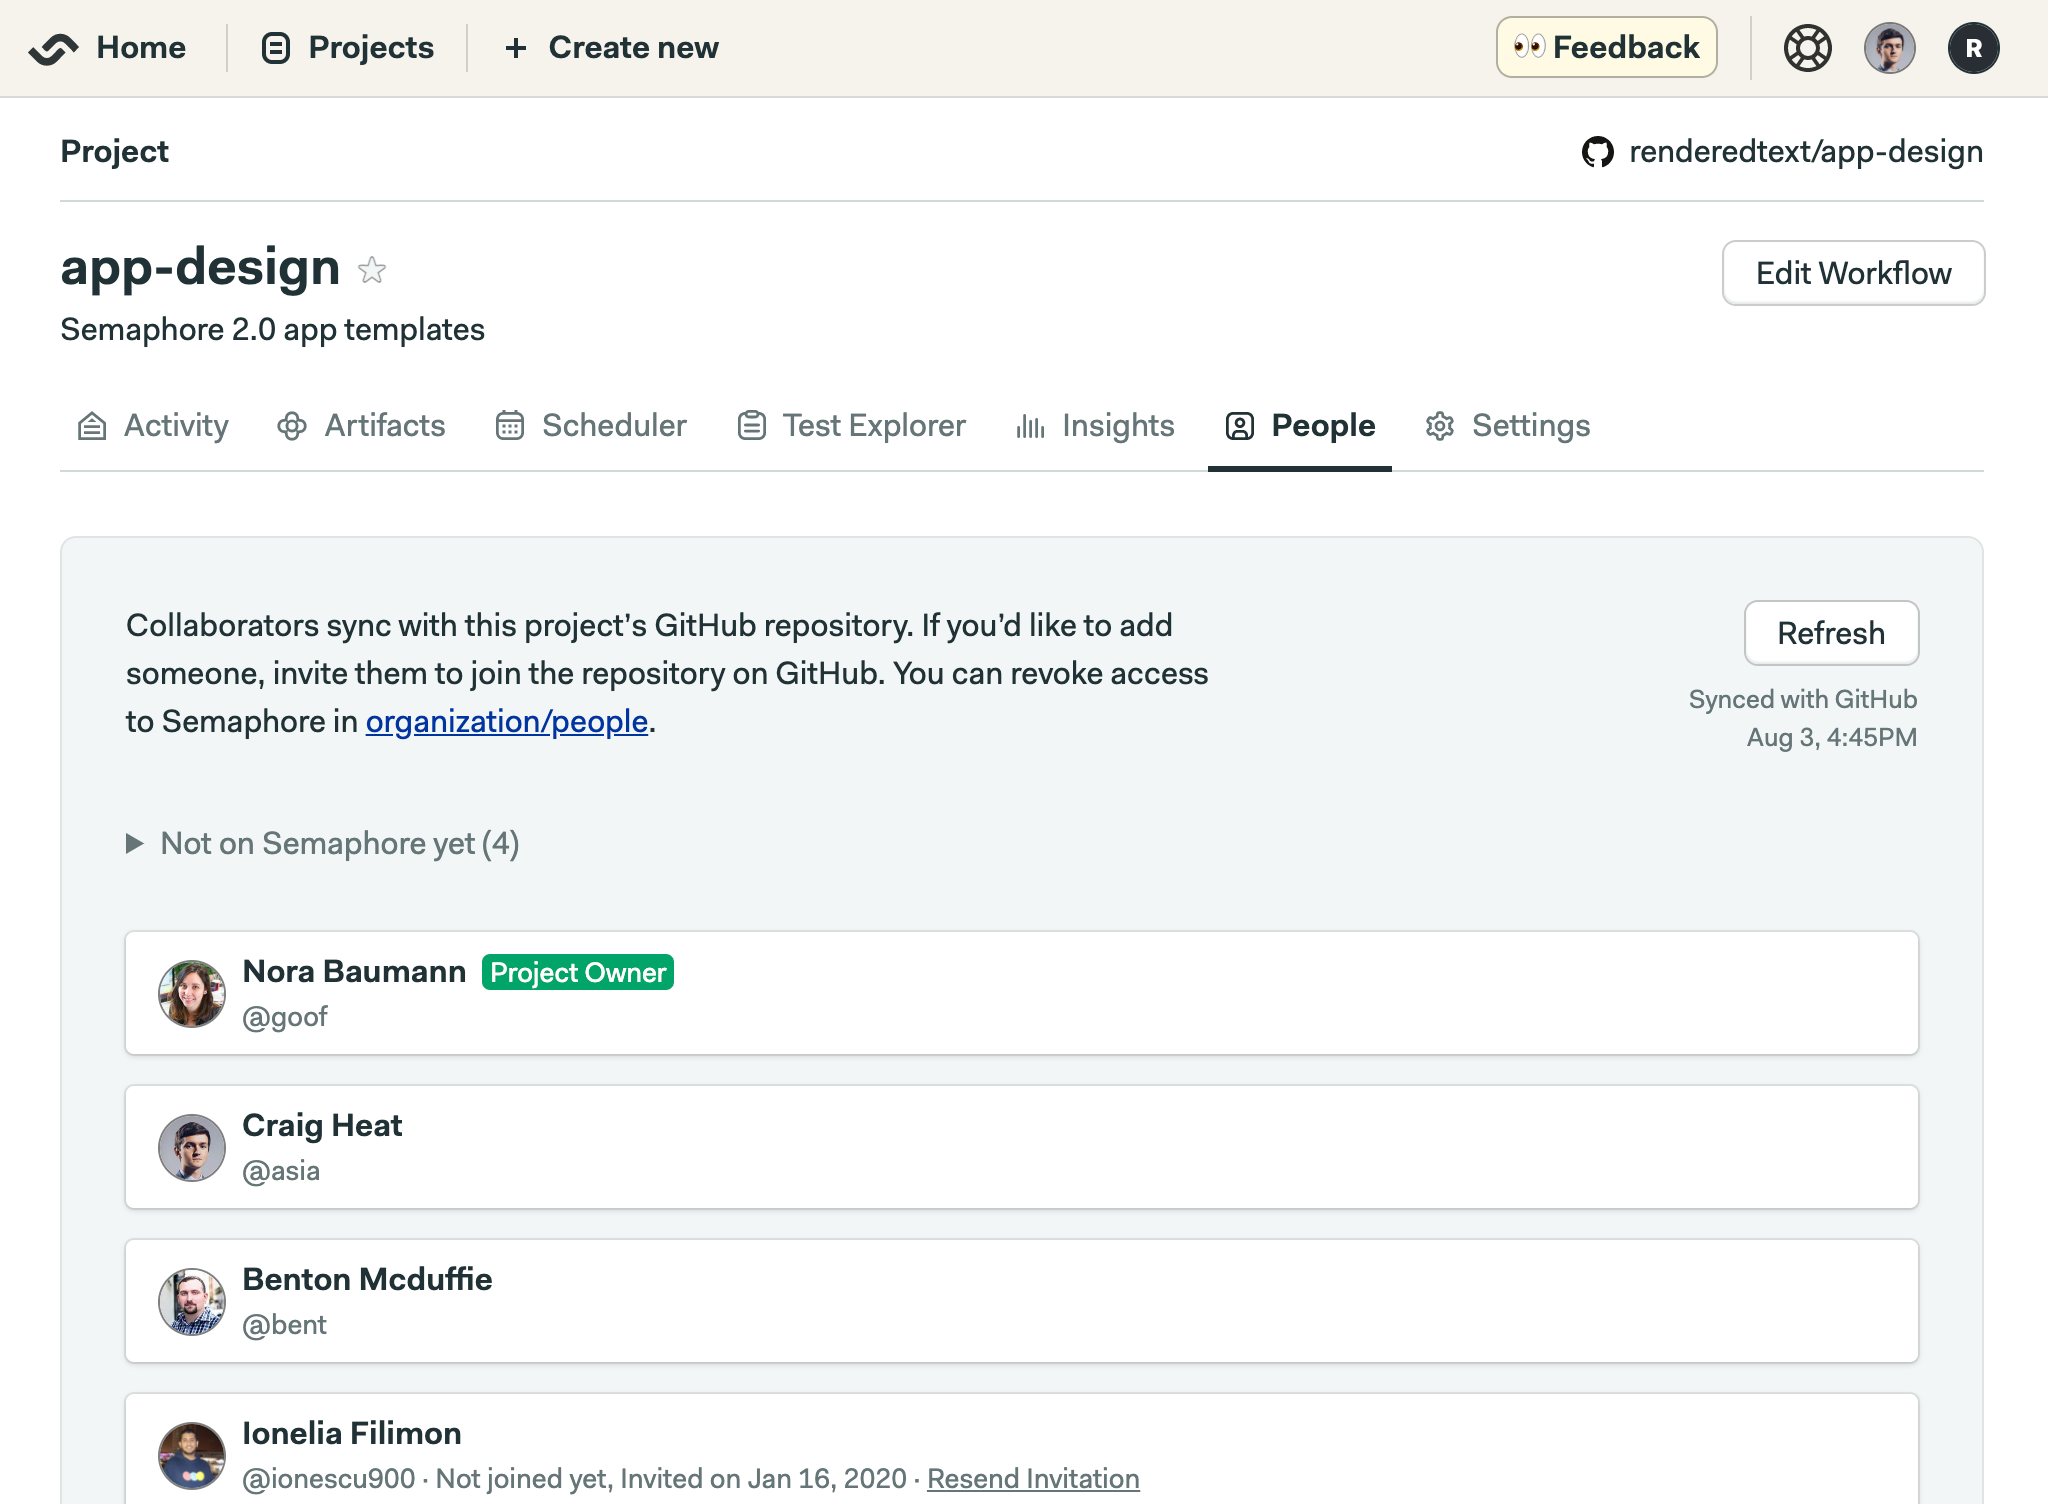 Home
Projects
+ Create new
👀 Feedback
R
Project
renderedtext/app-design
app-design
Edit Workflow
Semaphore 2.0 app templates
Activity
Artifacts
Scheduler
Test Explorer
Insights
People
Settings
Collaborators sync with this project’s GitHub repository. If you’d like to add
someone, invite them to join the repository on GitHub. You can revoke access
to Semaphore in organization/people.
Refresh
Synced with GitHub
Aug 3, 4:45PM
Not on Semaphore yet (4)
Nora Baumann Project Owner
@goof
Craig Heat
@asia
Benton Mcduffie
@bent
Ionelia Filimon
@ionescu900 · Not joined yet, Invited on Jan 16, 2020 · Resend Invitation